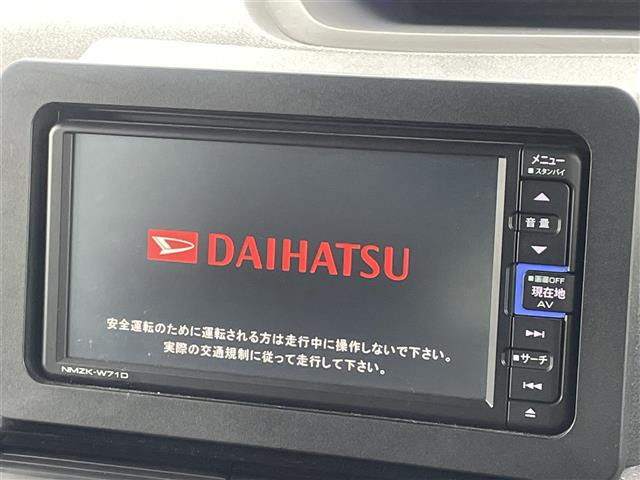 DAIHATSU
安全運転のために運転される方は走行中に操作しないで下さい。
実際の交通規制に従って走行して下さい。
NMZK-W71D
メニュー
■スタンバイ
▲
音量
▼
■画面OFF
現在地
AV
▶▶|
■サーチ
|◀◀
⏏